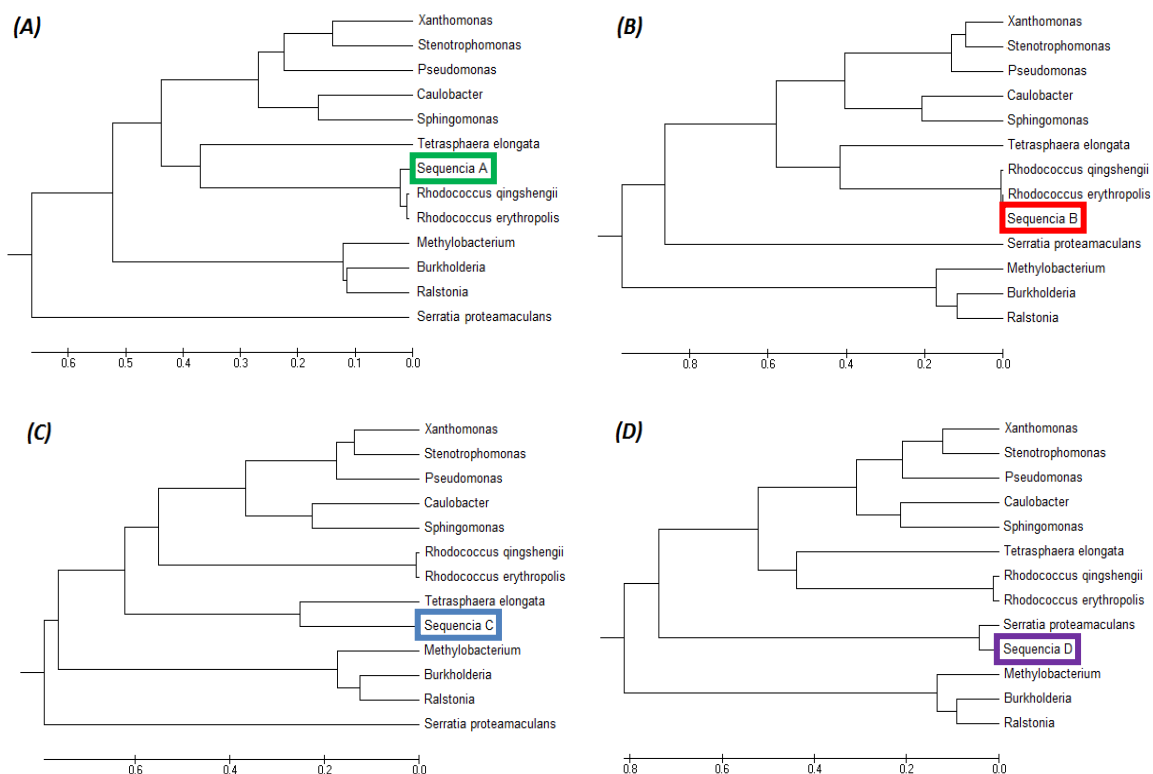 (A)
Xanthomonas
Stenotrophomonas
Pseudomonas
Caulobacter
Sphingomonas
Tetrasphaera elongata
Sequencia A
Rhodococcus qingshengii
Rhodococcus erythropolis
Methylobacterium
Burkholderia
Ralstonia
Serratia proteamaculans
0.6 0.5 0.4 0.3 0.2 0.1 0.0
(B)
Xanthomonas
Stenotrophomonas
Pseudomonas
Caulobacter
Sphingomonas
Tetrasphaera elongata
Rhodococcus qingshengii
Rhodococcus erythropolis
Sequencia B
Serratia proteamaculans
Methylobacterium
Burkholderia
Ralstonia
0.8 0.6 0.4 0.2 0.0
(C)
Xanthomonas
Stenotrophomonas
Pseudomonas
Caulobacter
Sphingomonas
Rhodococcus qingshengii
Rhodococcus erythropolis
Tetrasphaera elongata
Sequencia C
Methylobacterium
Burkholderia
Ralstonia
Serratia proteamaculans
0.6 0.4 0.2 0.0
(D)
Xanthomonas
Stenotrophomonas
Pseudomonas
Caulobacter
Sphingomonas
Tetrasphaera elongata
Rhodococcus qingshengii
Rhodococcus erythropolis
Serratia proteamaculans
Sequencia D
Methylobacterium
Burkholderia
Ralstonia
0.8 0.6 0.4 0.2 0.0